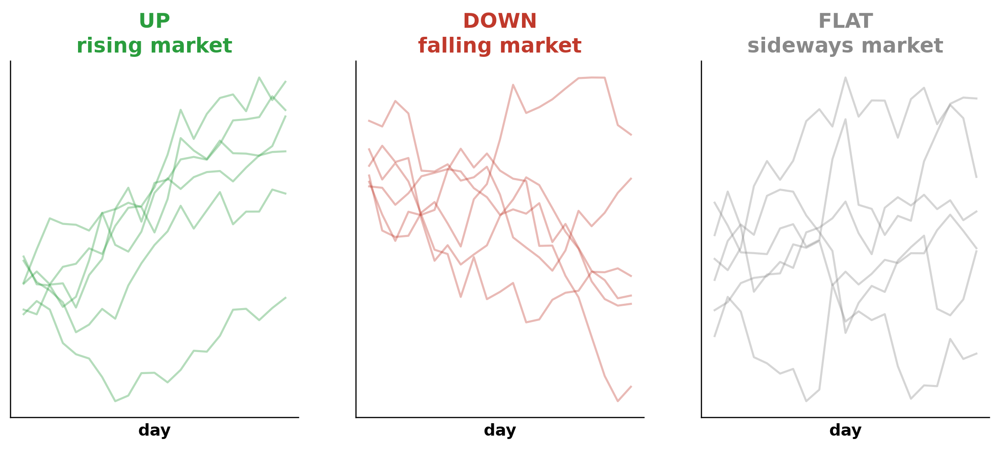 UP
rising market
DOWN
falling market
FLAT
sideways market
day
day
day